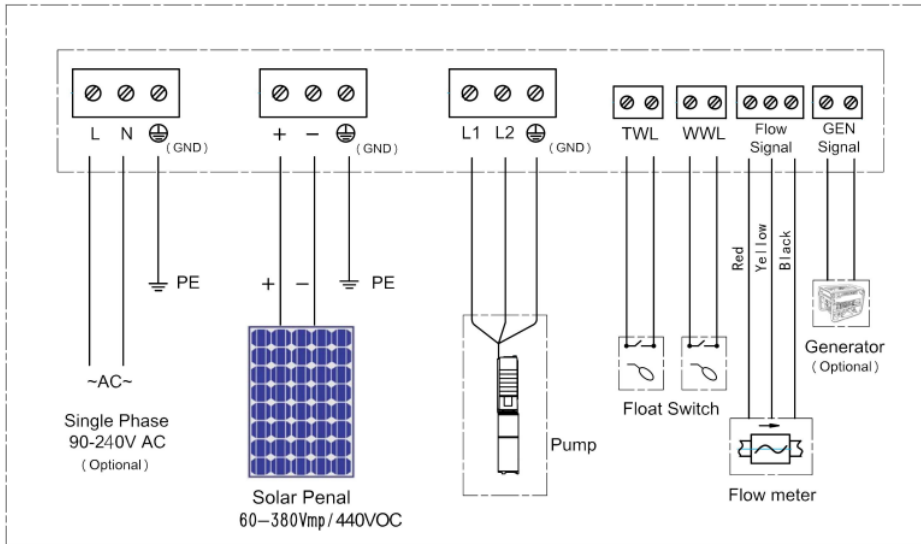 L N (GND)
+ − (GND)
L1 L2 (GND)
TWL
WWL
Flow
Signal
GEN
Signal
PE
+ − PE
Red
Yellow
Black
~AC~
Single Phase
90-240V AC
(Optional)
Solar Penal
60−380Vmp/440VOC
Pump
Float Switch
Flow meter
Generator
(Optional)